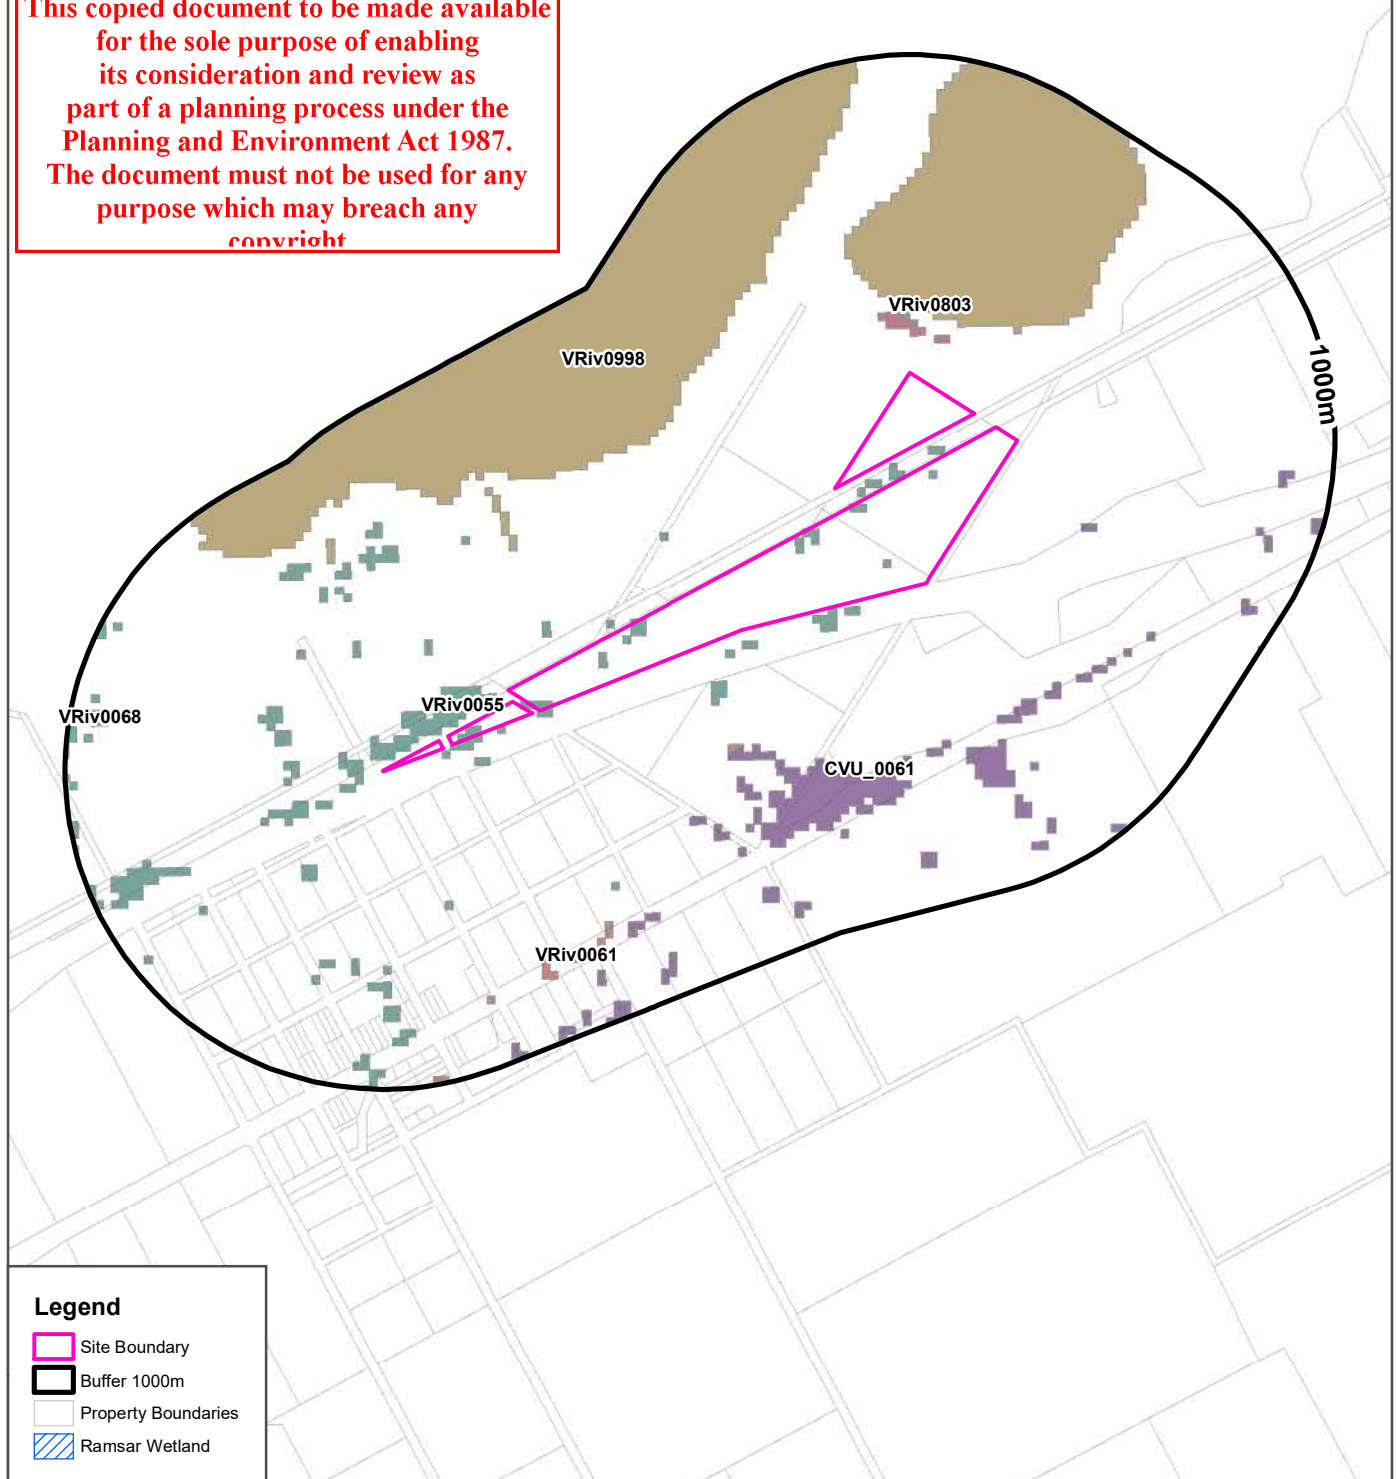 This copied document to be made available
for the sole purpose of enabling
its consideration and review as
part of a planning process under the
Planning and Environment Act 1987.
The document must not be used for any
purpose which may breach any
copyright
VRiv0803
VRiv0998
1000m
VRiv0055
VRiv0068
CVU_0061
VRiv0061
Legend
Site Boundary
Buffer 1000m
Property Boundaries
Ramsar Wetland